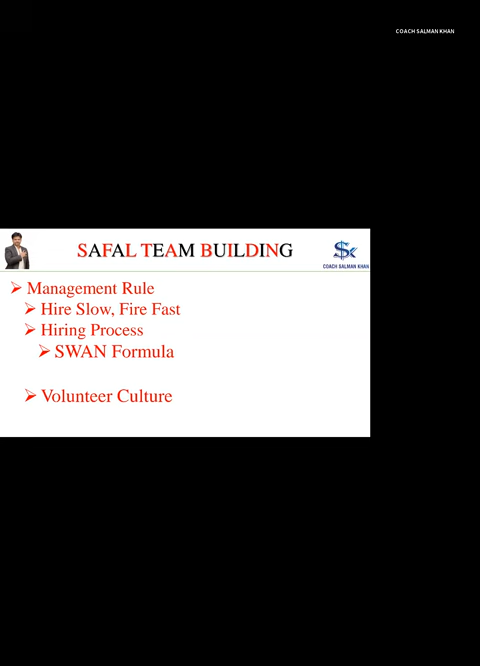 COACH SALMAN KHAN
SAFAL TEAM BUILDING
COACH SALMAN KHAN
➢ Management Rule
➢ Hire Slow, Fire Fast
➢ Hiring Process
➢ SWAN Formula
➢ Volunteer Culture